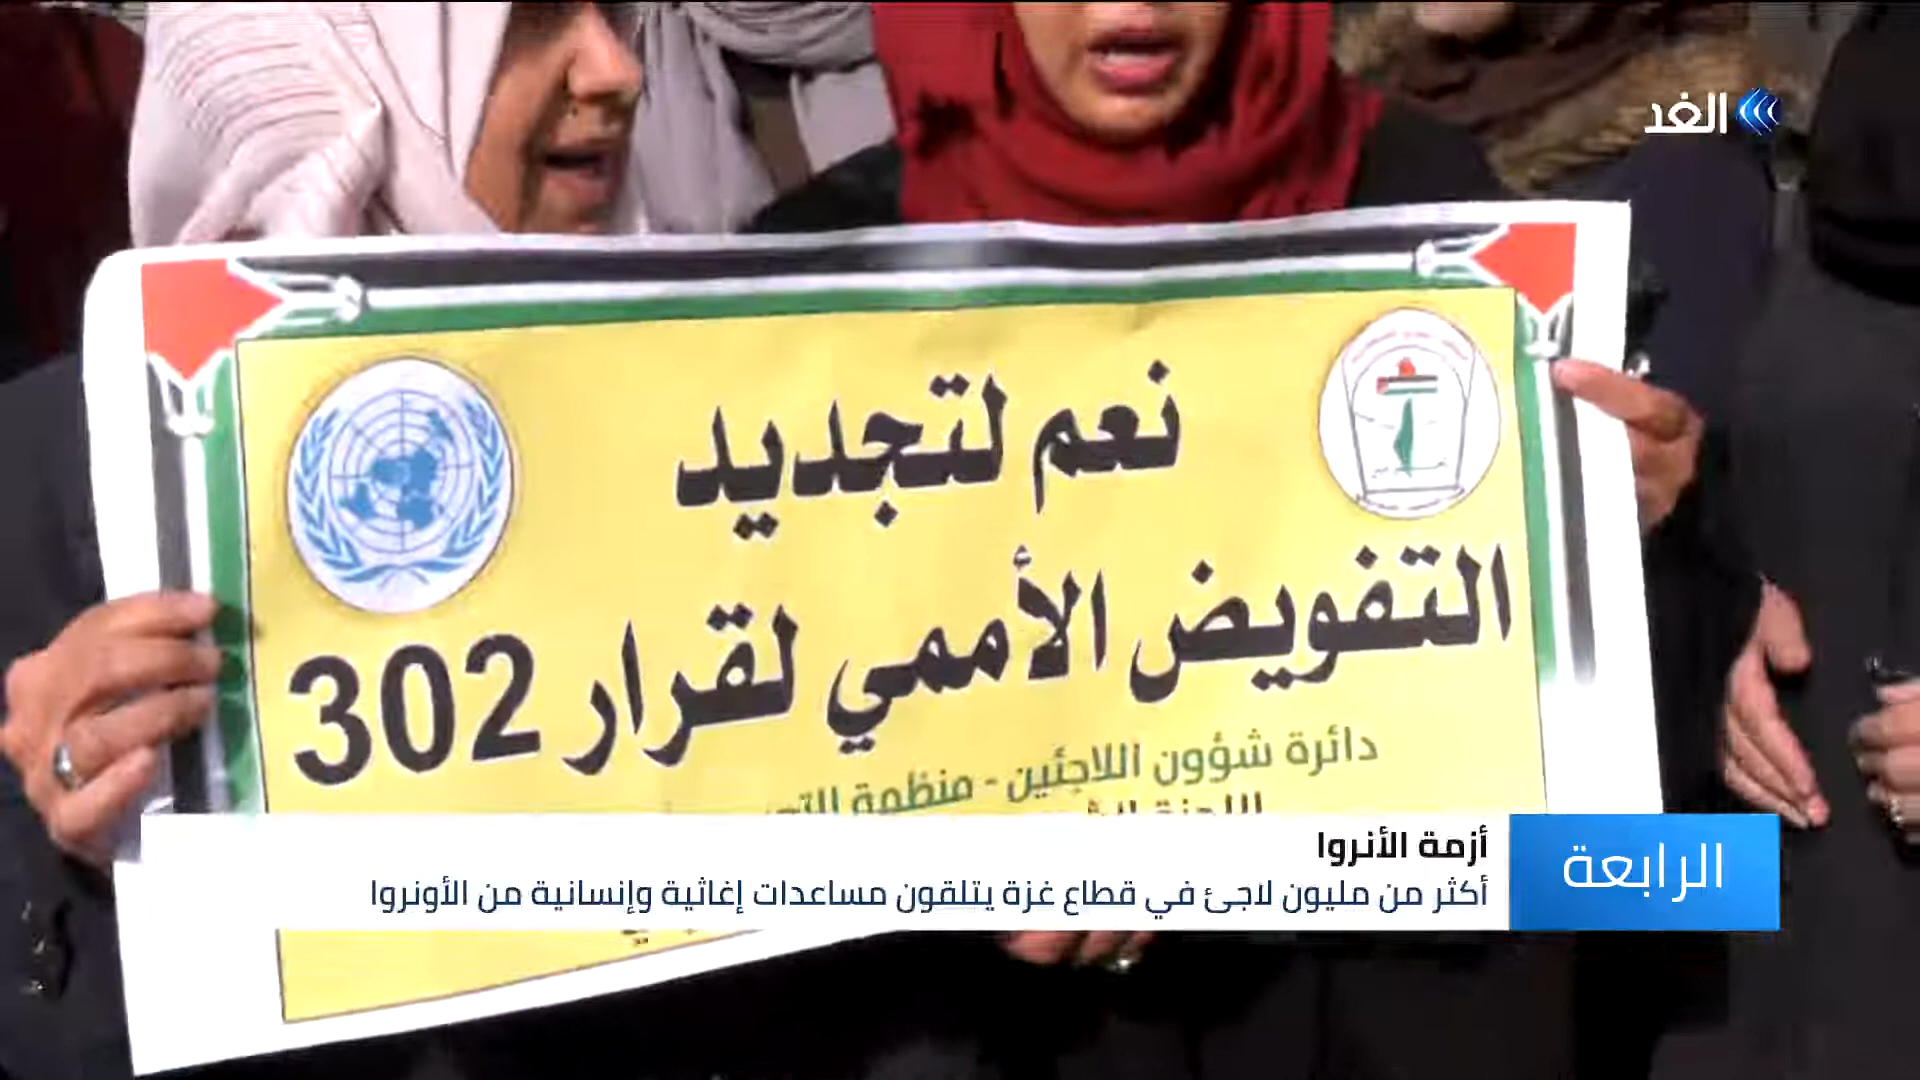 الغد
نعم لتجديد
التفويض الأممي لقرار 302
دائرة شؤون اللاجئين - منظمة
أزمة الأنروا
الرابعة
أكثر من مليون لاجئ في قطاع غزة يتلقون مساعدات إغاثية وإنسانية من الأونروا